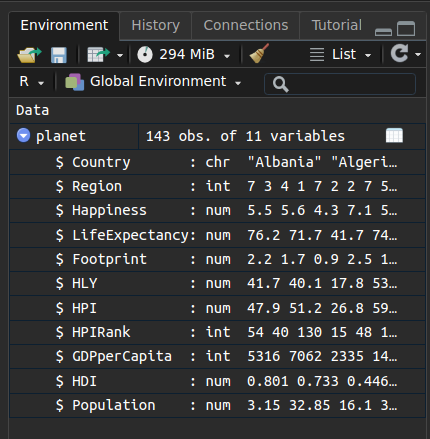 Environment History Connections Tutorial
294 MiB List
R Global Environment
Data
planet 143 obs. of 11 variables
$ Country : chr "Albania" "Algeri…
$ Region : int 7 3 4 1 7 2 2 7 5…
$ Happiness : num 5.5 5.6 4.3 7.1 5…
$ LifeExpectancy: num 76.2 71.7 41.7 74…
$ Footprint : num 2.2 1.7 0.9 2.5 1…
$ HLY : num 41.7 40.1 17.8 53…
$ HPI : num 47.9 51.2 26.8 59…
$ HPIRank : int 54 40 130 15 48 1…
$ GDPperCapita : int 5316 7062 2335 14…
$ HDI : num 0.801 0.733 0.446…
$ Population : num 3.15 32.85 16.1 3…